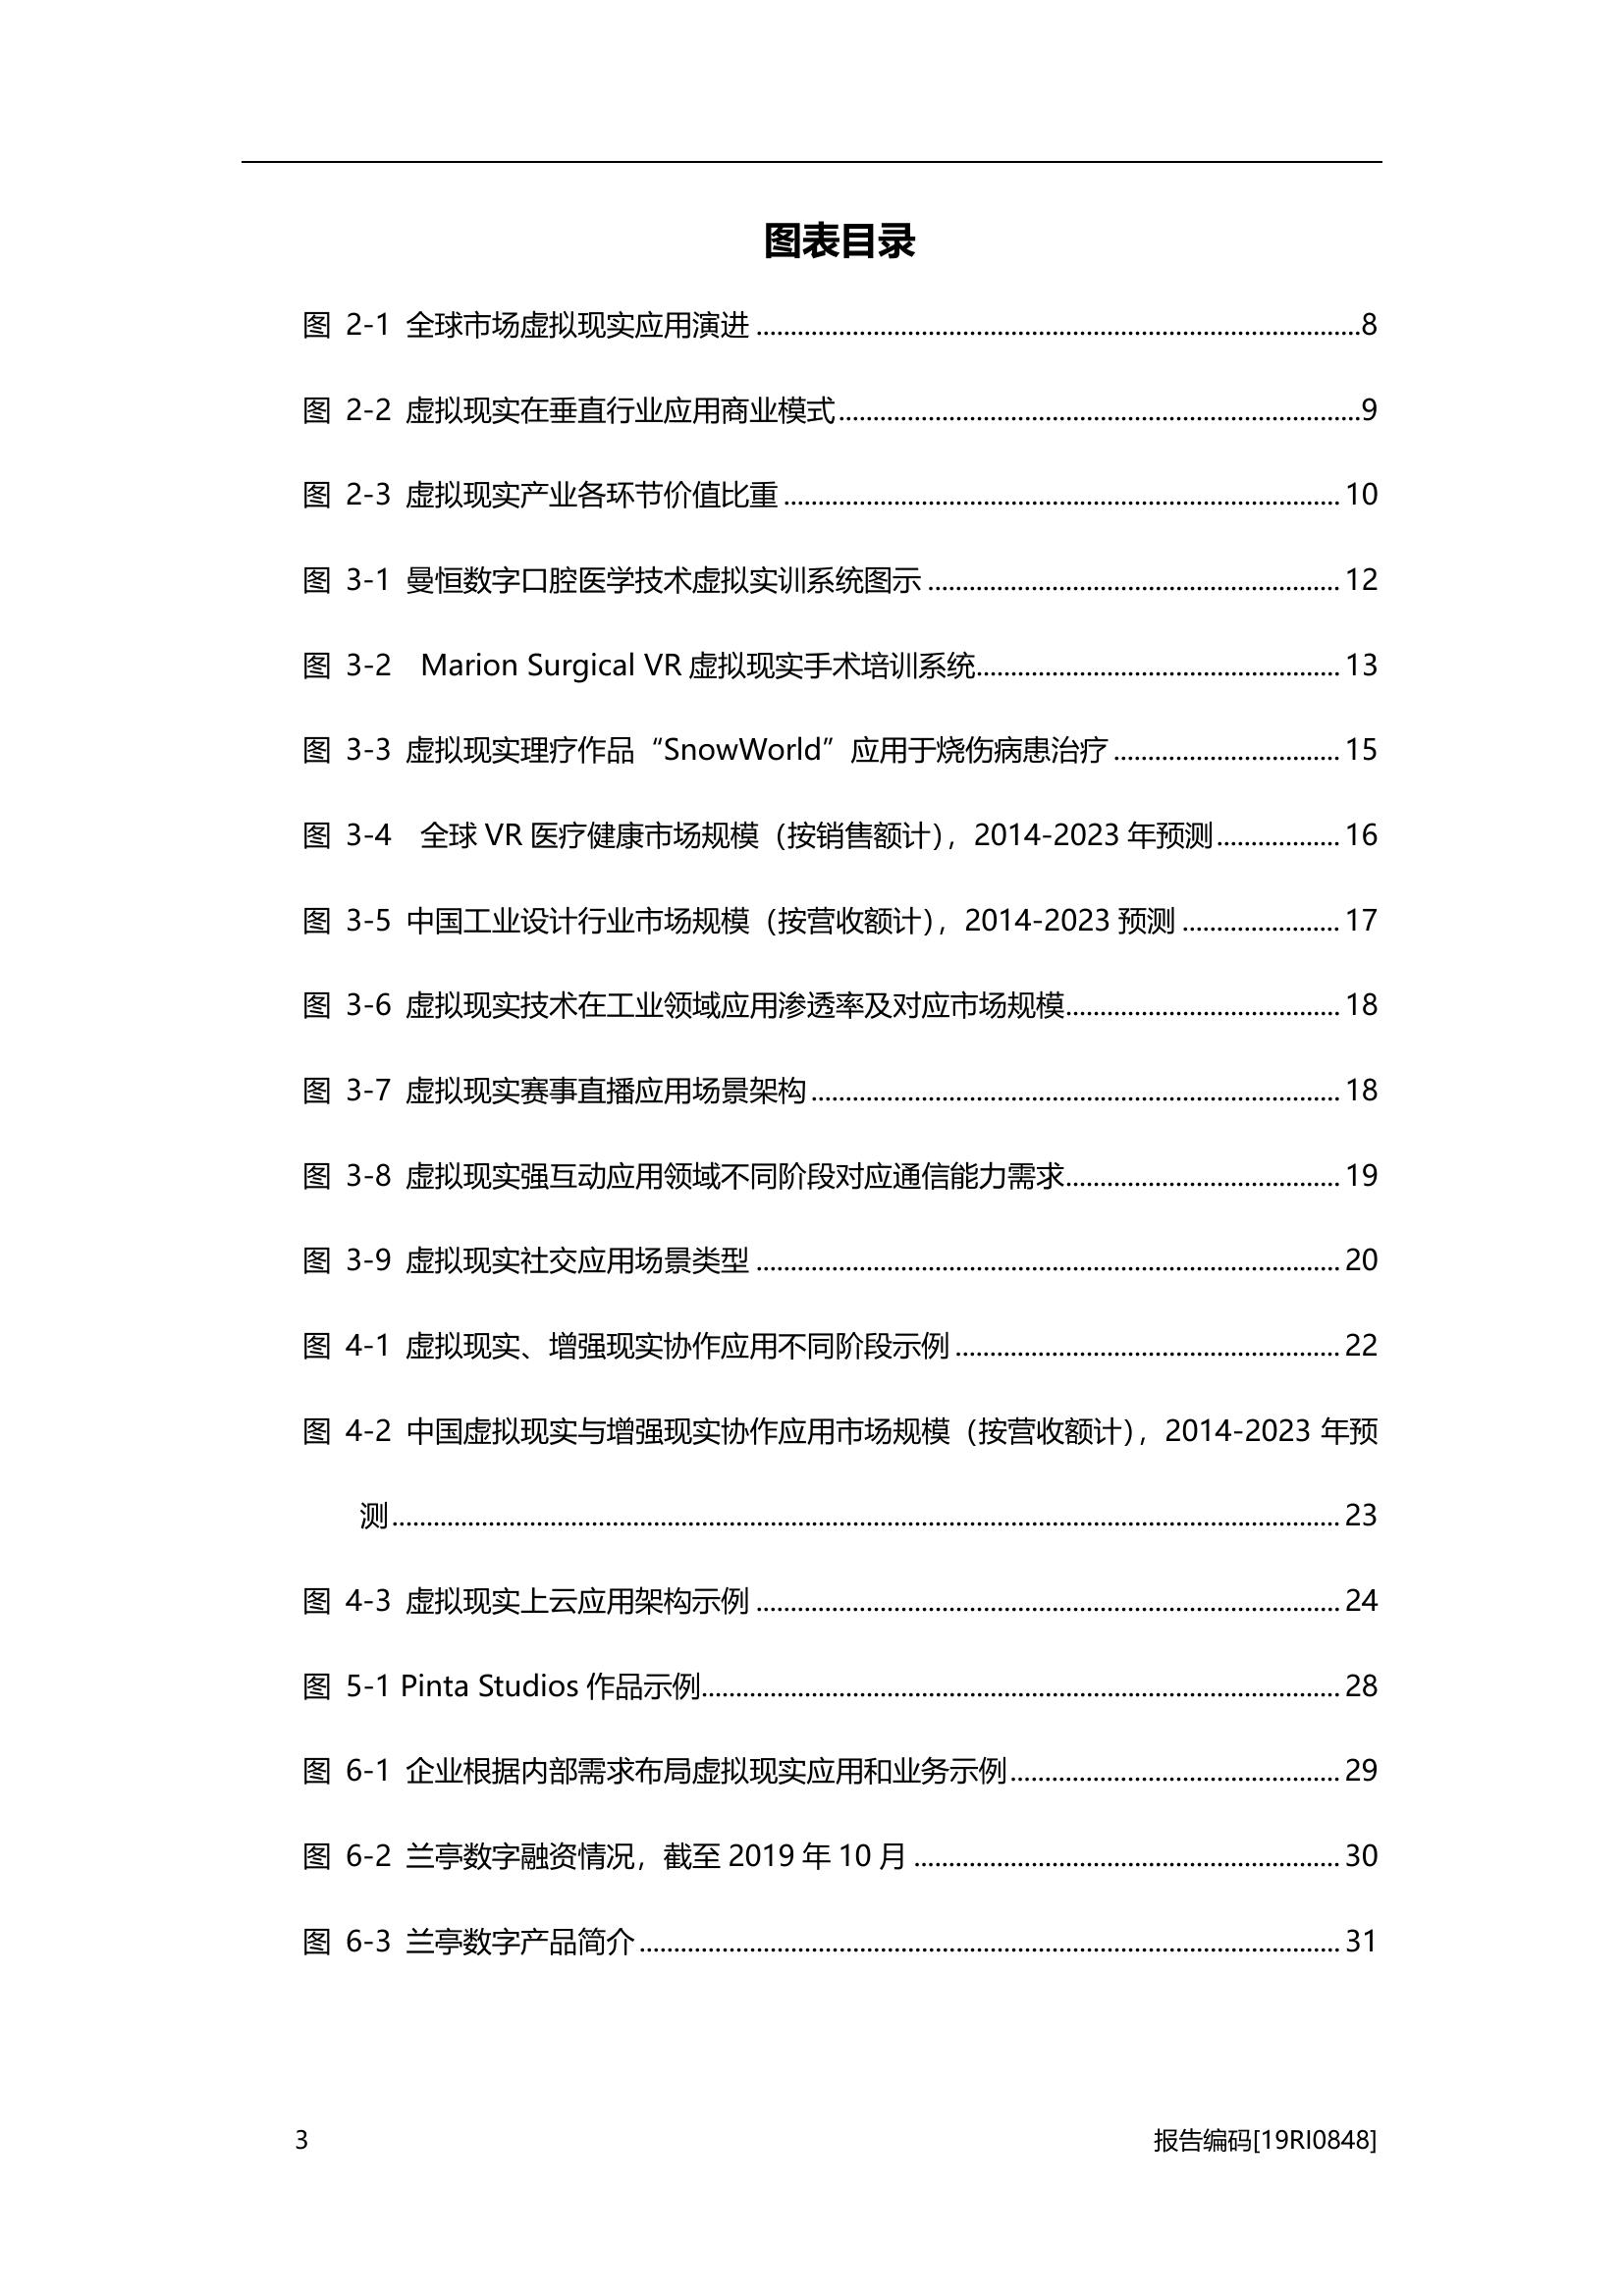 图表目录
图 2-1 全球市场虚拟现实应用演进........................................................................................8
图 2-2 虚拟现实在垂直行业应用商业模式............................................................................9
图 2-3 虚拟现实产业各环节价值比重................................................................................. 10
图 3-1 曼恒数字口腔医学技术虚拟实训系统图示............................................................ 12
图 3-2 Marion Surgical VR 虚拟现实手术培训系统..................................................... 13
图 3-3 虚拟现实理疗作品“SnowWorld”应用于烧伤病患治疗................................. 15
图 3-4 全球 VR 医疗健康市场规模（按销售额计），2014-2023 年预测.................. 16
图 3-5 中国工业设计行业市场规模（按营收额计），2014-2023 预测....................... 17
图 3-6 虚拟现实技术在工业领域应用渗透率及对应市场规模........................................ 18
图 3-7 虚拟现实赛事直播应用场景架构............................................................................. 18
图 3-8 虚拟现实强互动应用领域不同阶段对应通信能力需求........................................ 19
图 3-9 虚拟现实社交应用场景类型..................................................................................... 20
图 4-1 虚拟现实、增强现实协作应用不同阶段示例........................................................ 22
图 4-2 中国虚拟现实与增强现实协作应用市场规模（按营收额计），2014-2023 年预
测.......................................................................................................................................... 23
图 4-3 虚拟现实上云应用架构示例..................................................................................... 24
图 5-1 Pinta Studios 作品示例............................................................................................. 28
图 6-1 企业根据内部需求布局虚拟现实应用和业务示例................................................ 29
图 6-2 兰亭数字融资情况，截至 2019 年 10 月.............................................................. 30
图 6-3 兰亭数字产品简介...................................................................................................... 31
3
报告编码[19RI0848]